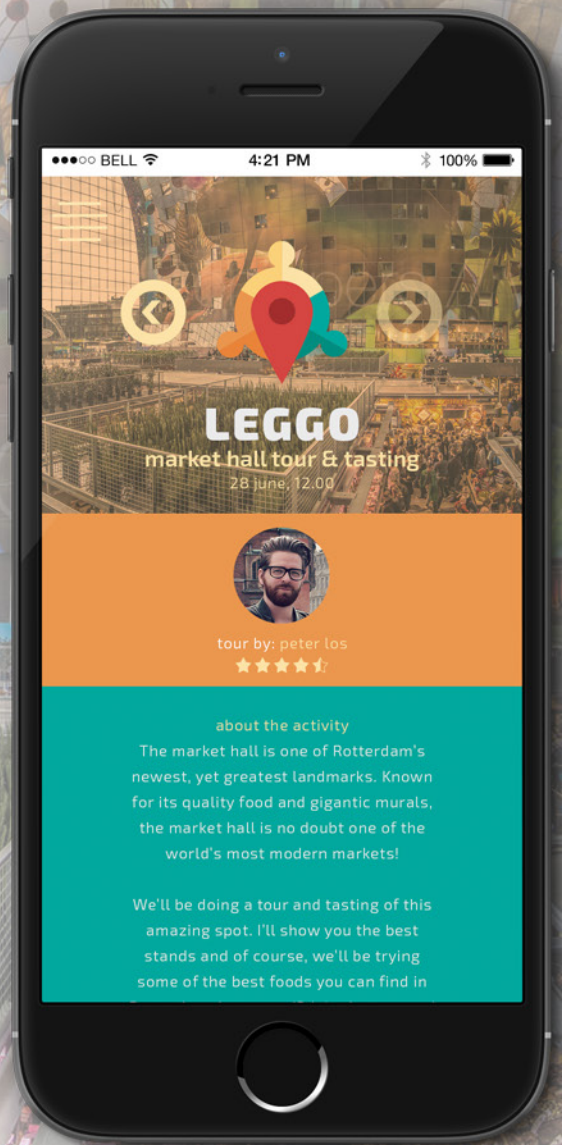 BELL 4:21 PM 100%
LEGGO
market hall tour & tasting
28 june, 12.00
tour by: peter los
about the activity
The market hall is one of Rotterdam's
newest, yet greatest landmarks. Known
for its quality food and gigantic murals,
the market hall is no doubt one of the
world's most modern markets!
We'll be doing a tour and tasting of this
amazing spot. I'll show you the best
stands and of course, we'll be trying
some of the best foods you can find in